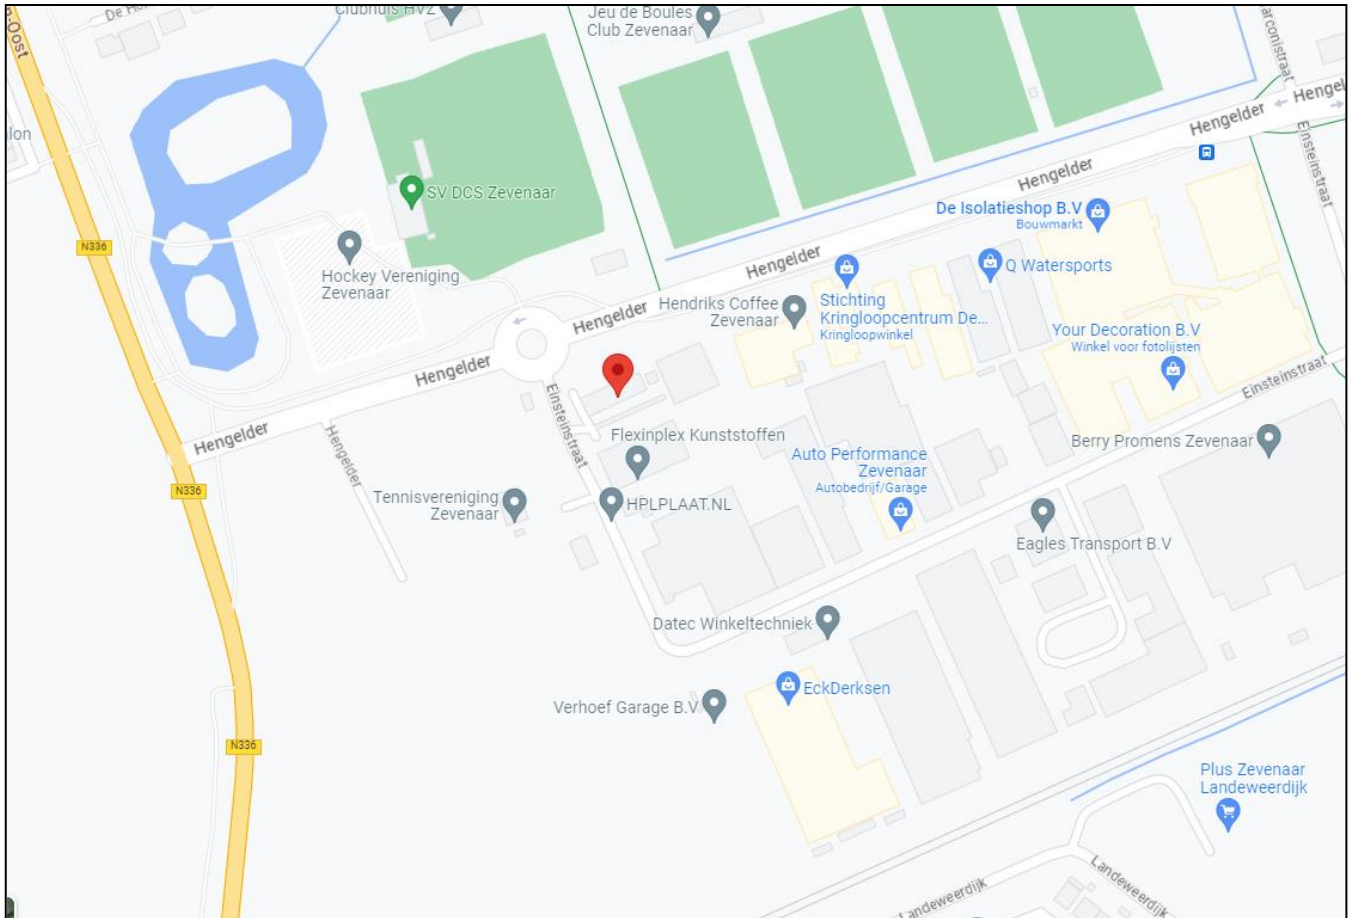 Clubhuis HVZ
Jeu de Boules
Club Zevenaar
Oost
De
Hengel
Hengelder
Einsteinstraat
Hengelder
SV DCS Zevenaar
De Isolatieshop B.V
Bouwmarkt
N336
Hockey Vereniging
Zevenaar
Hengelder
Q Watersports
Stichting
Kringloopcentrum De...
Kringloopwinkel
Hendriks Coffee
Zevenaar
Hengelder
Your Decoration B.V
Winkel voor fotolijsten
Hengelder
Einsteinstraat
Einsteinstraat
Hengelder
Hengelder
Flexinplex Kunststoffen
Berry Promens Zevenaar
Auto Performance
Zevenaar
Autobedrijf/Garage
N336
Tennisvereniging
Zevenaar
HPLPLAAT.NL
Eagles Transport B.V
Datec Winkeltechniek
EckDerksen
Verhoef Garage B.V
N336
Plus Zevenaar
Landeweerdijk
Landeweerdijk
Landeweerdijk